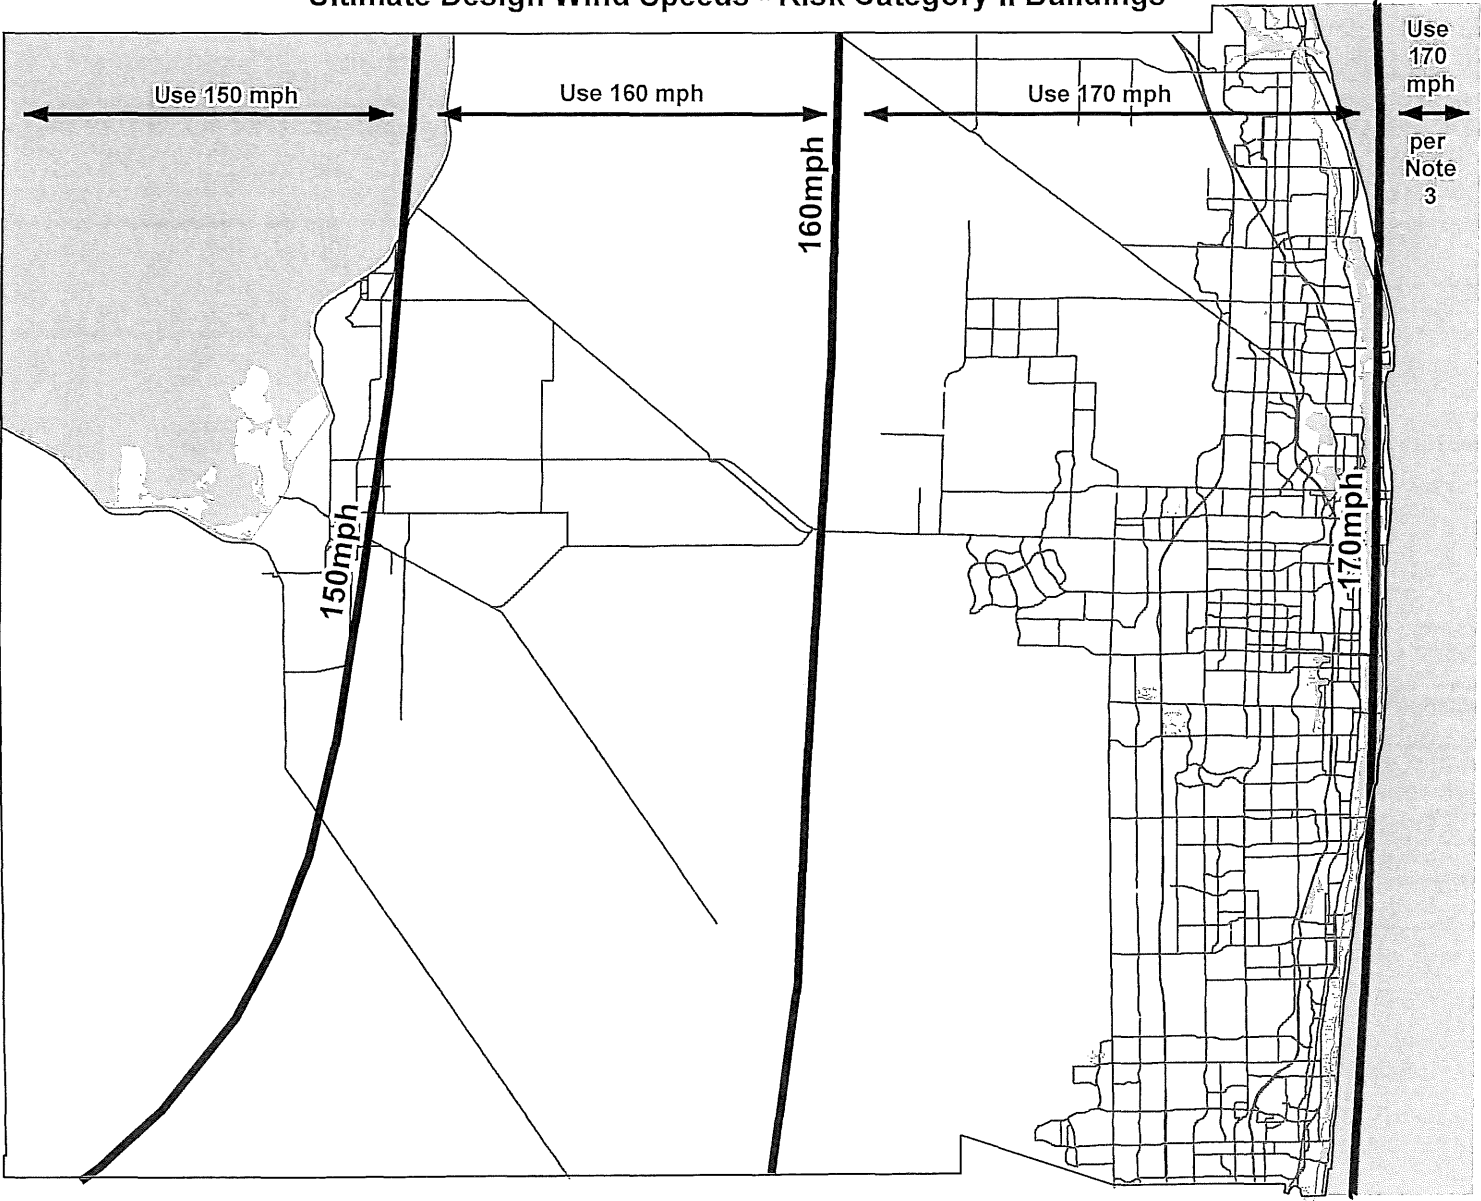 Ultimate Design Wind Speeds - Risk Category II Buildings
Use 150 mph
Use 160 mph
Use 170 mph
Use
170
mph
per
Note
3
160mph
150mph
170mph